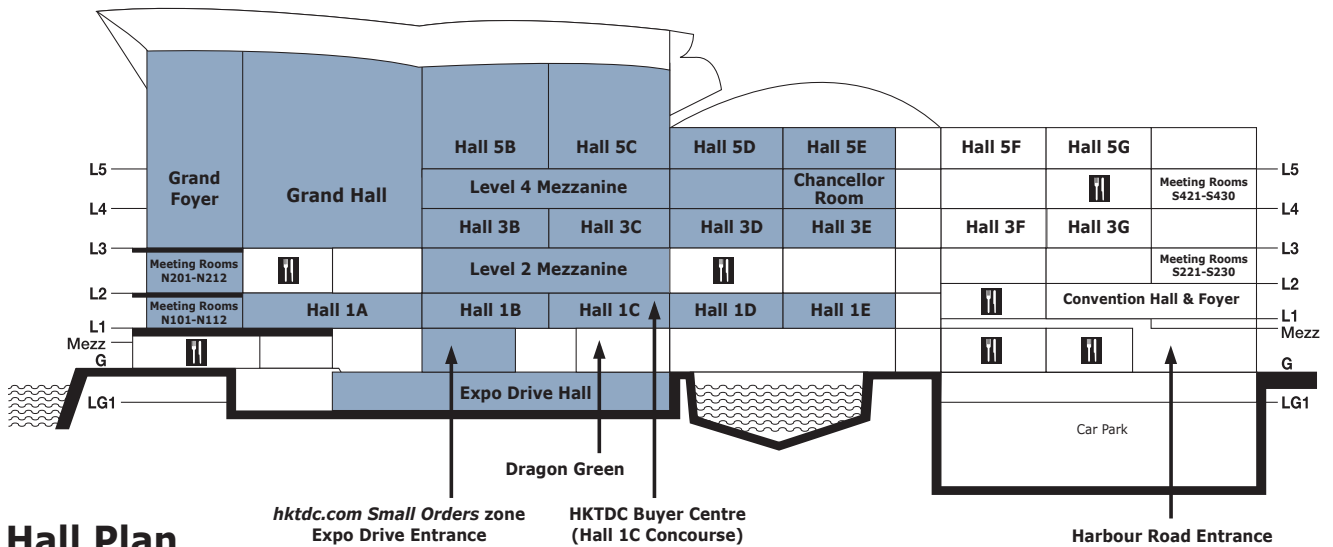 Hall 5B
Hall 5C
Hall 5D
Hall 5E
Hall 5F
Hall 5G
L5
L5
Grand
Foyer
Grand Hall
Level 4 Mezzanine
Chancellor
Room
Meeting Rooms
S421-S430
L4
L4
Hall 3B
Hall 3C
Hall 3D
Hall 3E
Hall 3F
Hall 3G
L3
L3
Meeting Rooms
N201-N212
Level 2 Mezzanine
Meeting Rooms
S221-S230
L2
L2
Meeting Rooms
N101-N112
Hall 1A
Hall 1B
Hall 1C
Hall 1D
Hall 1E
Convention Hall & Foyer
L1
L1
Mezz
Mezz
G
G
Expo Drive Hall
LG1
LG1
Car Park
Dragon Green
hktdc.com Small Orders zone
Expo Drive Entrance
HKTDC Buyer Centre
(Hall 1C Concourse)
Harbour Road Entrance
Hall Plan